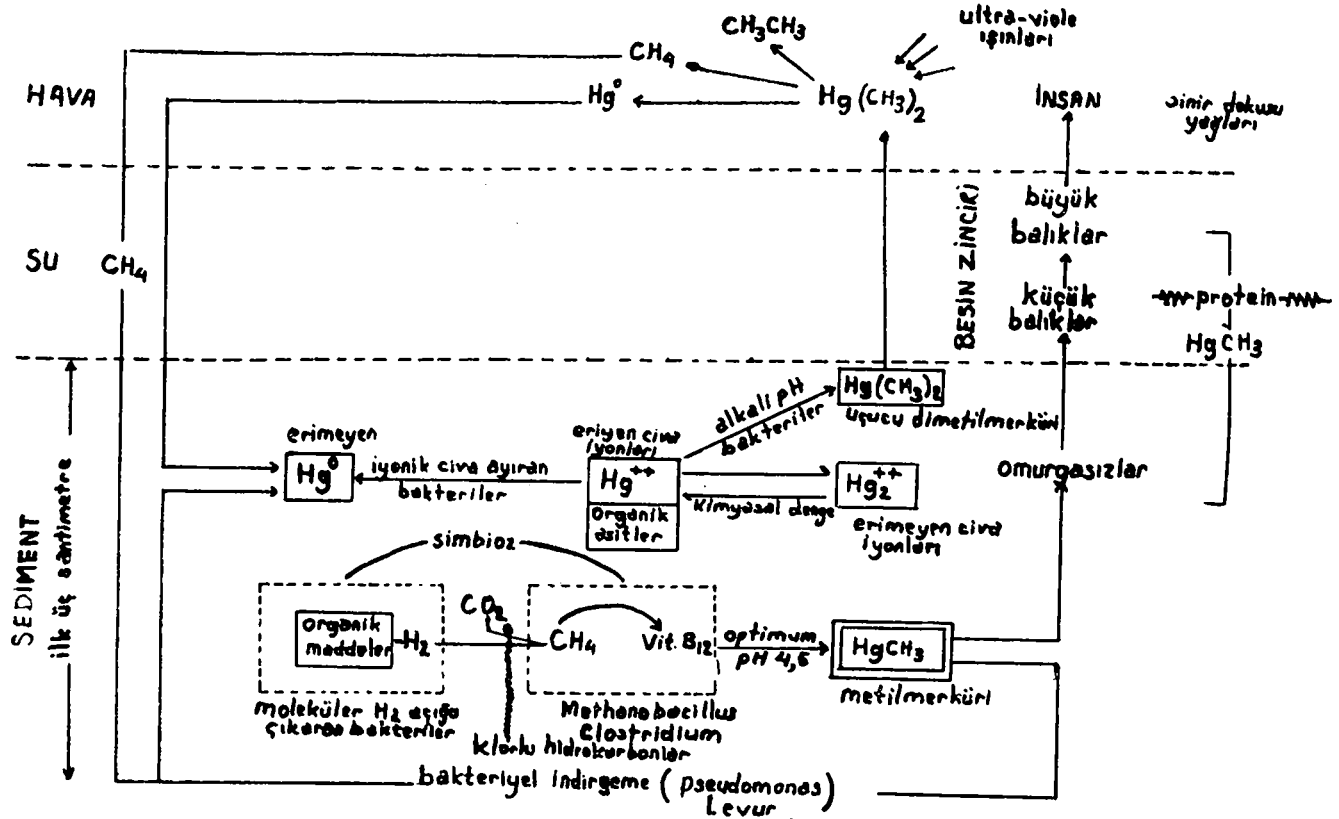 ultra-viole
ışınları
CH3CH3
CH4
HAVA
Hg°
Hg(CH3)2
İNSAN
sinir dokusu
yağları
SU
CH4
BESİN ZİNCİRİ
büyük
balıklar
küçük
balıklar
protein
HgCH3
SEDIMENT
ilk üç santimetre
erimeyen
Hg°
iyonik civa ayıran
bakteriler
eriyen civa
iyonları
Hg++
organik
asitler
alkali pH
bakteriler
Hg(CH3)2
uçucu dimetilmerküri
Kimyasal denge
Hg2++
erimeyen civa
iyonları
omurgasızlar
simbioz
organik
maddeler
H2
CO2
CH4
Vit. B12
optimum
pH 4,5
HgCH3
metilmerküri
moleküler H2 açığa
çıkaran bakteriler
Methanobacillus
Clostridium
klorlu hidrokarbonlar
bakteriyel indirgeme (pseudomonas)
Levur